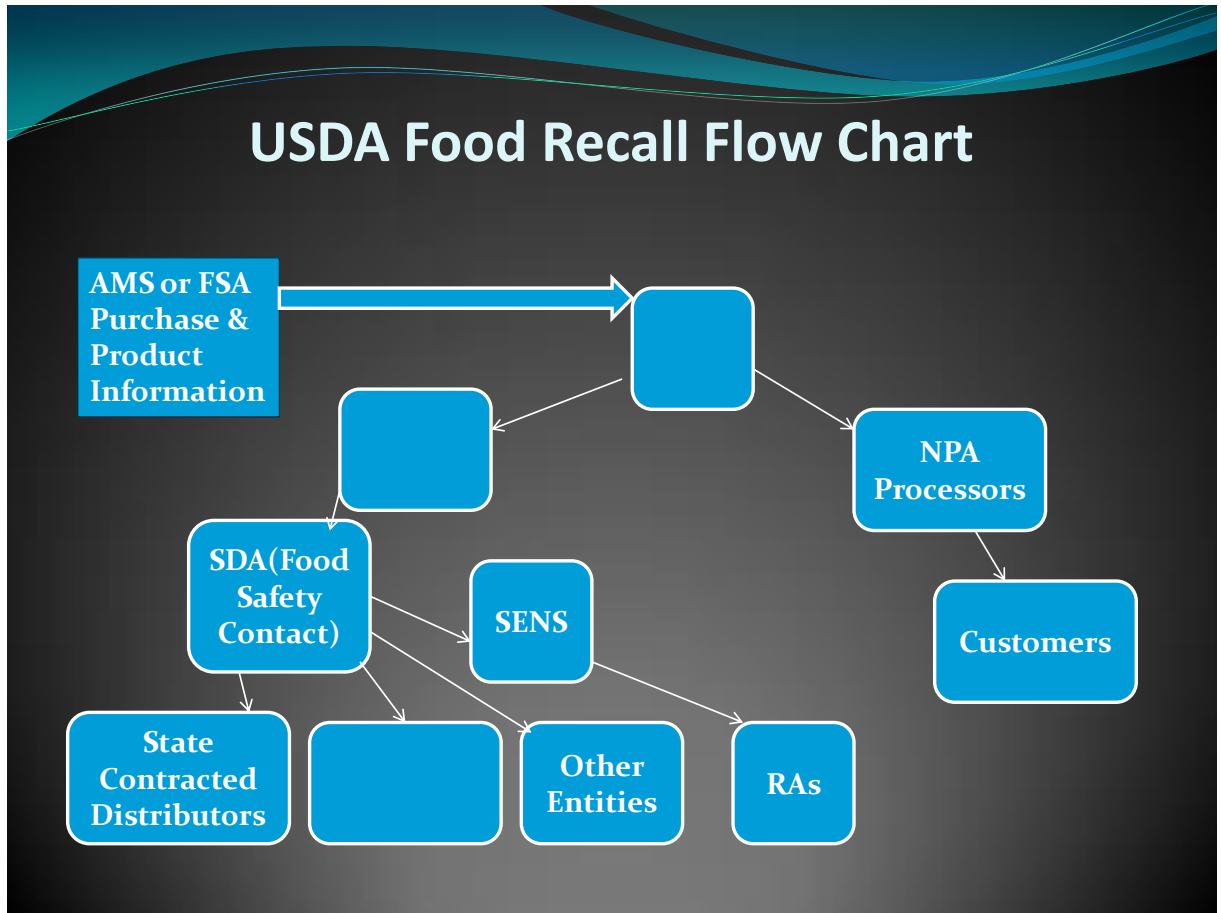 USDA Food Recall Flow Chart
AMS or FSA
Purchase &
Product
Information
NPA
Processors
SDA(Food
Safety
Contact)
SENS
Customers
State
Contracted
Distributors
Other
Entities
RAs